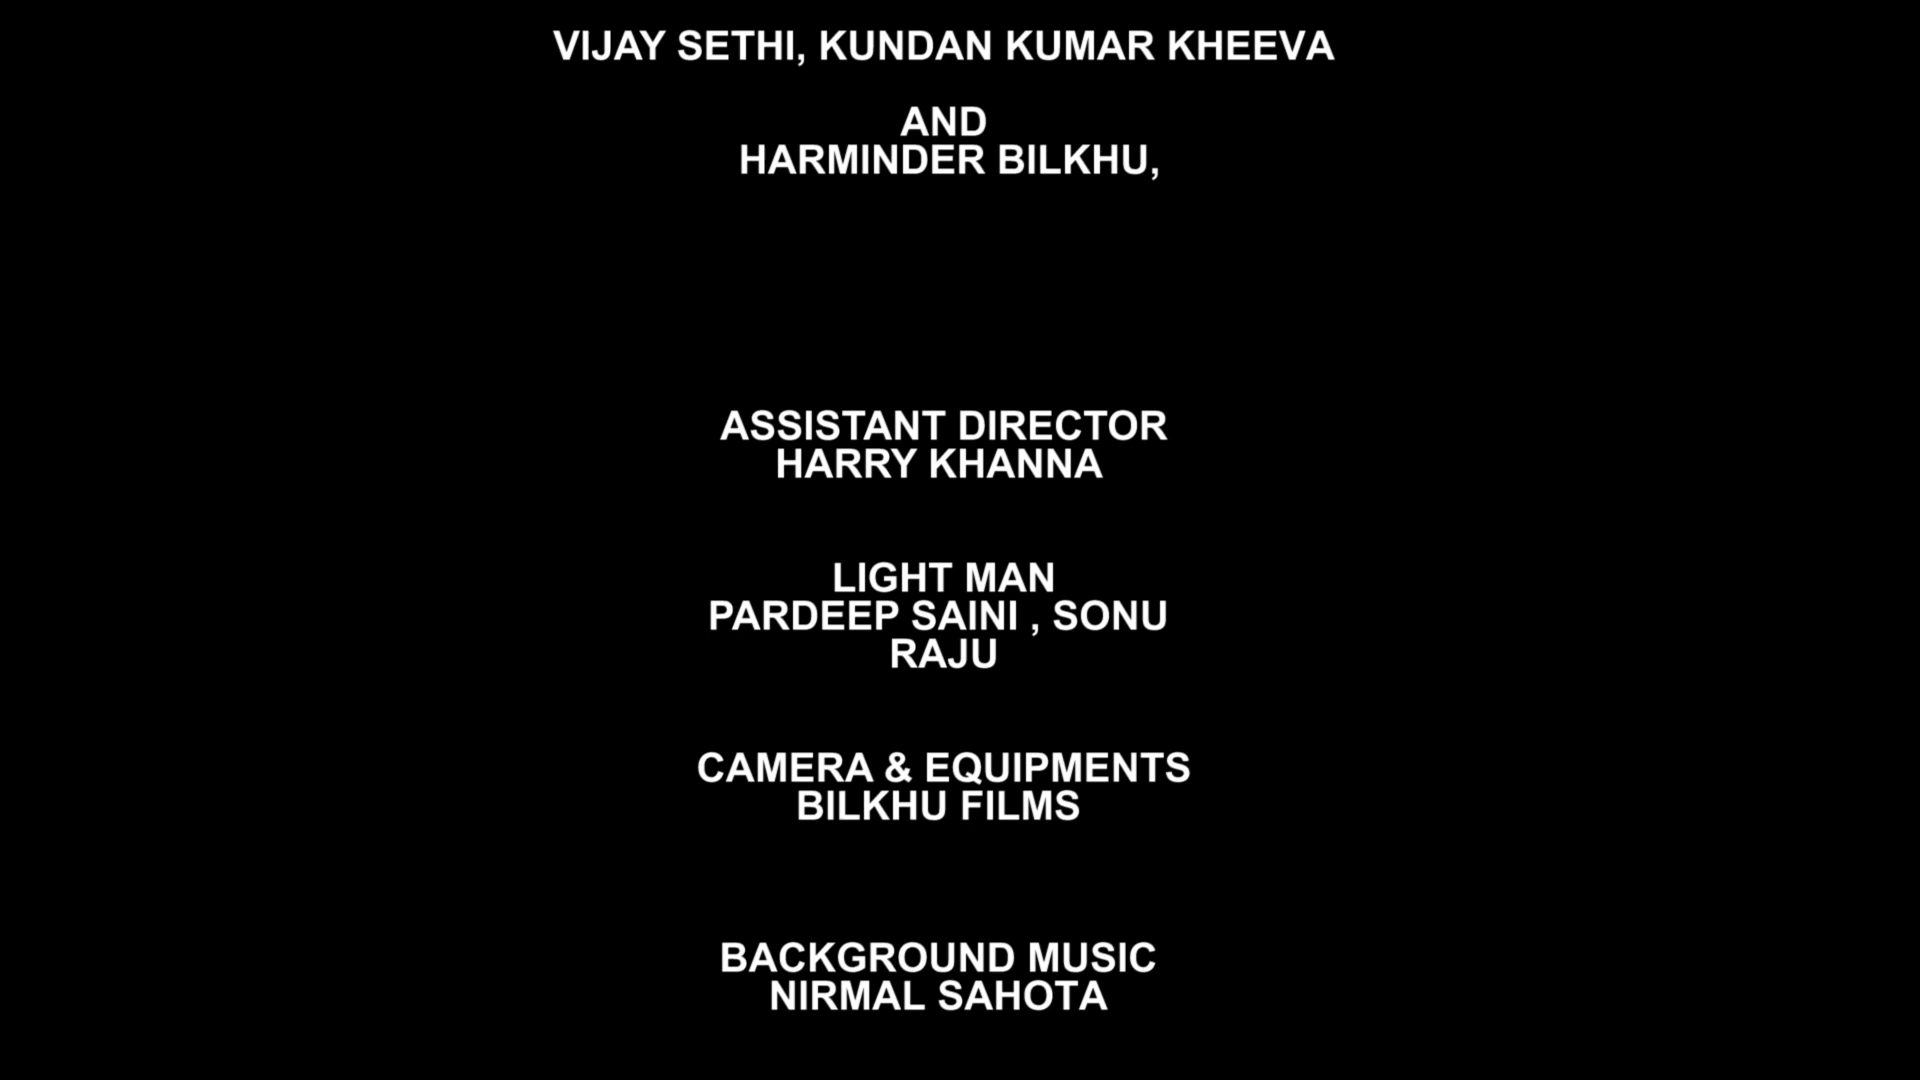 VIJAY SETHI, KUNDAN KUMAR KHEEVA
AND
HARMINDER BILKHU,
ASSISTANT DIRECTOR
HARRY KHANNA
LIGHT MAN
PARDEEP SAINI , SONU
RAJU
CAMERA & EQUIPMENTS
BILKHU FILMS
BACKGROUND MUSIC
NIRMAL SAHOTA